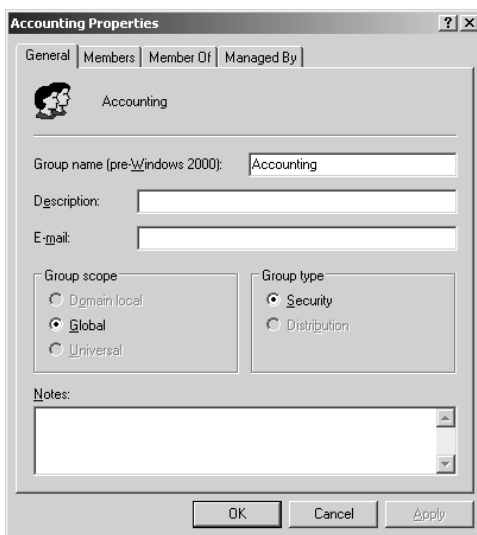 Accounting Properties
General Members Member Of Managed By
Accounting
Group name (pre-Windows 2000): Accounting
Description:
E-mail:
Group scope
Domain local
Global
Universal
Group type
Security
Distribution
Notes:
OK Cancel Apply